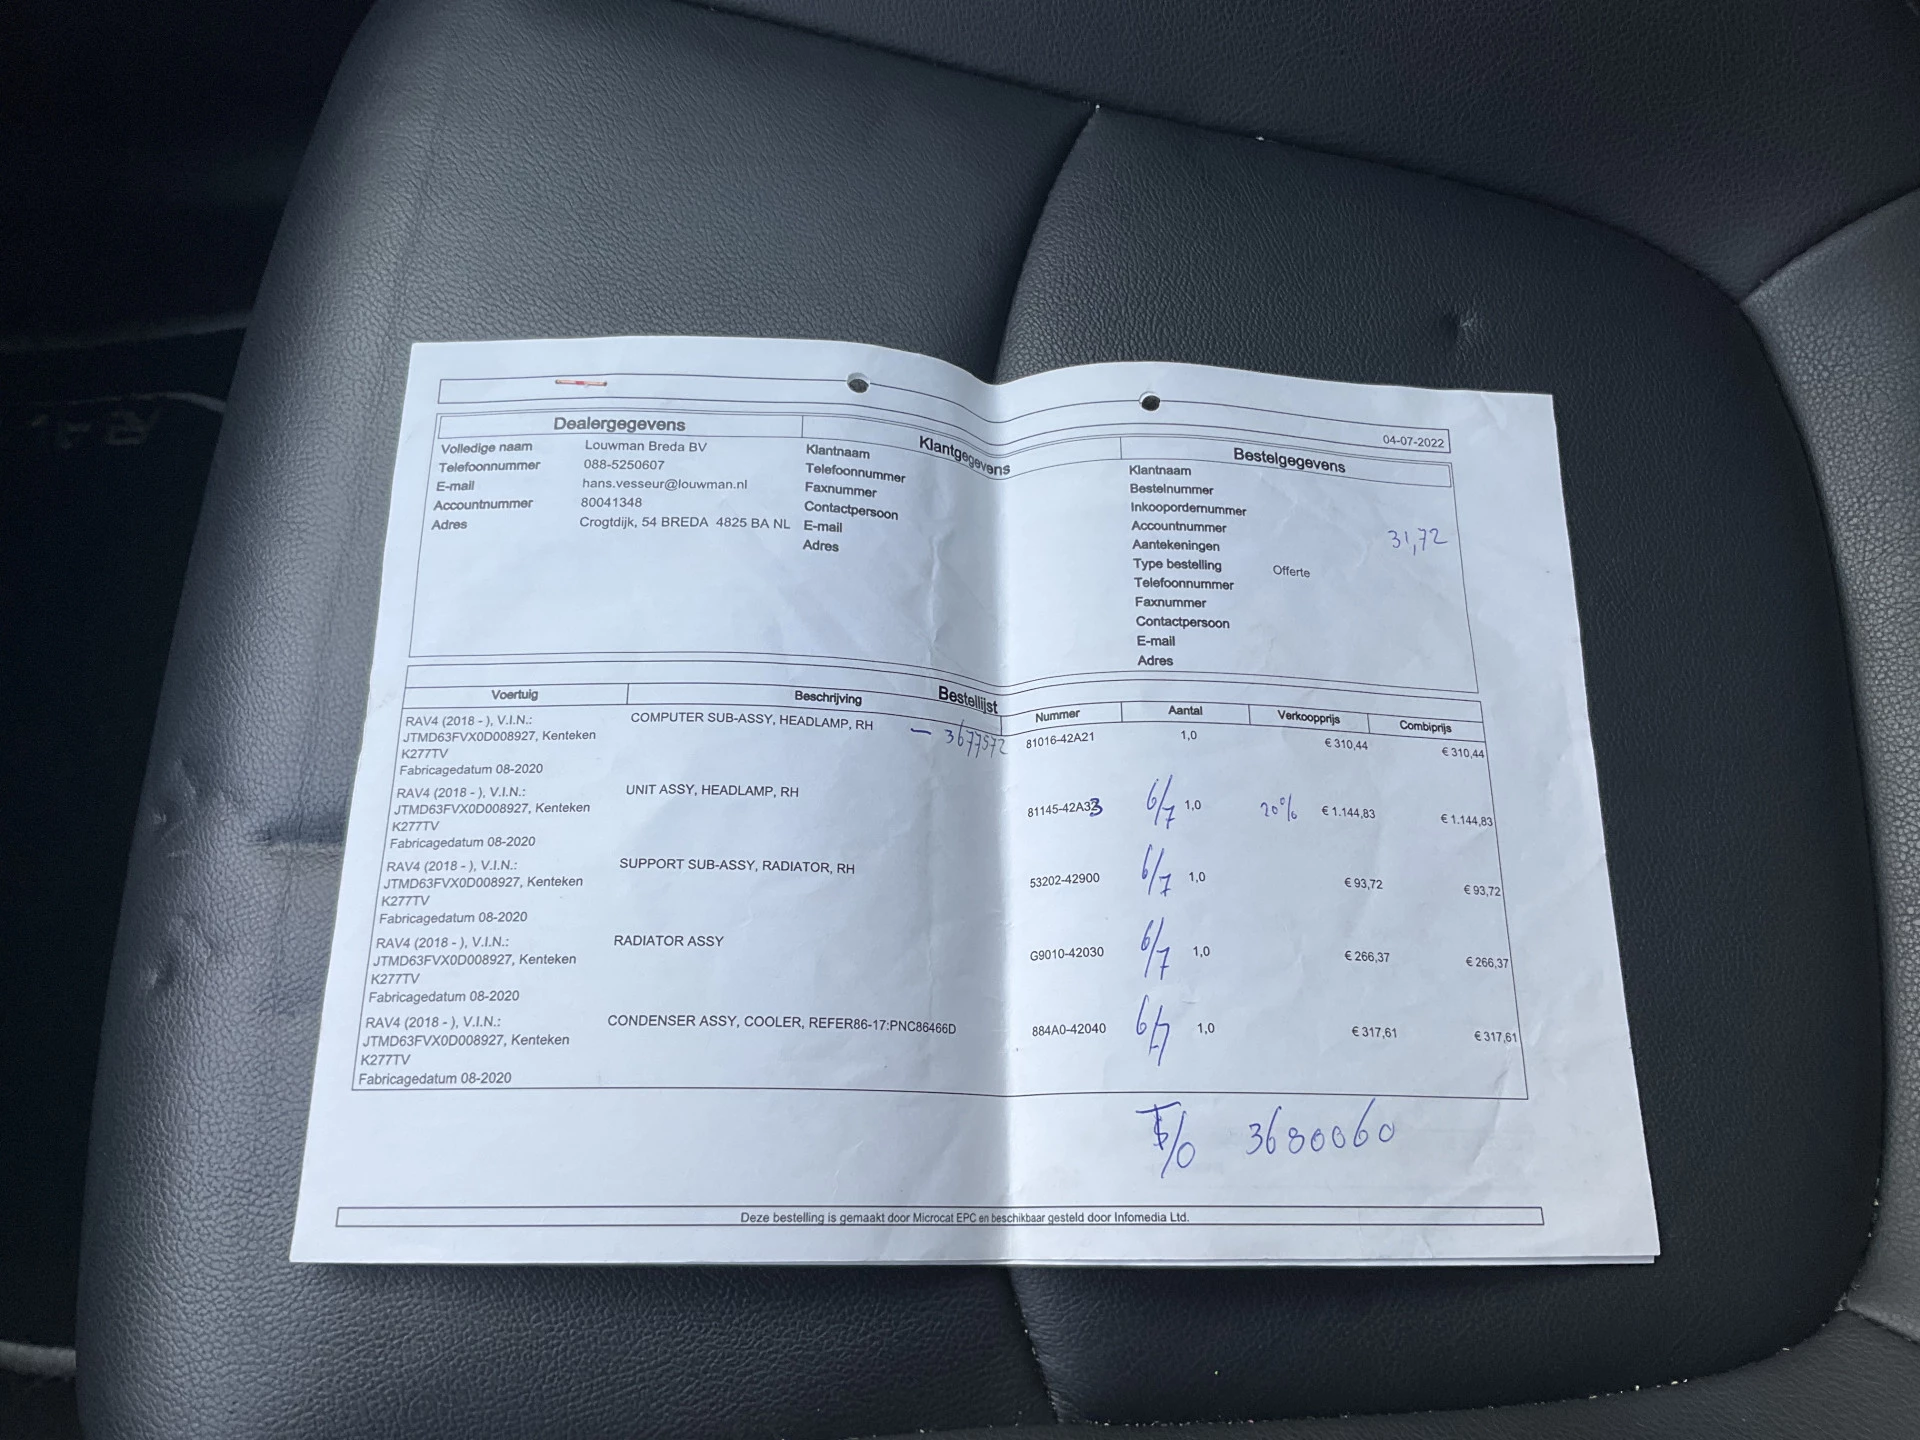 04-07-2022
Dealergegevens
Volledige naam Louwman Breda BV
Telefoonnummer 088-5250607
E-mail hans.vesseur@louwman.nl
Accountnummer 80041348
Adres Crogtdijk, 54 BREDA 4825 BA NL
Klantgegevens
Klantnaam
Telefoonnummer
Faxnummer
Contactpersoon
E-mail
Adres
Bestelgegevens
Klantnaam
Bestelnummer
Inkoopordernummer
Accountnummer
Aantekeningen 31,72
Type bestelling Offerte
Telefoonnummer
Faxnummer
Contactpersoon
E-mail
Adres
Bestellijst
Voertuig Beschrijving Nummer Aantal Verkoopprijs Combiprijs
RAV4 (2018 - ), V.I.N.: COMPUTER SUB-ASSY, HEADLAMP, RH — 3677572 81016-42A21 1,0 € 310,44 € 310,44
JTMD63FVX0D008927, Kenteken
K277TV
Fabricagedatum 08-2020
RAV4 (2018 - ), V.I.N.: UNIT ASSY, HEADLAMP, RH 81145-42A33 6/7 1,0 20% € 1.144,83 € 1.144,83
JTMD63FVX0D008927, Kenteken
K277TV
Fabricagedatum 08-2020
RAV4 (2018 - ), V.I.N.: SUPPORT SUB-ASSY, RADIATOR, RH 53202-42900 6/7 1,0 € 93,72 € 93,72
JTMD63FVX0D008927, Kenteken
K277TV
Fabricagedatum 08-2020
RAV4 (2018 - ), V.I.N.: RADIATOR ASSY G9010-42030 6/7 1,0 € 266,37 € 266,37
JTMD63FVX0D008927, Kenteken
K277TV
Fabricagedatum 08-2020
RAV4 (2018 - ), V.I.N.: CONDENSER ASSY, COOLER, REFER86-17:PNC86466D 884A0-42040 6/7 1,0 € 317,61 € 317,61
JTMD63FVX0D008927, Kenteken
K277TV
Fabricagedatum 08-2020
3680060
Deze bestelling is gemaakt door Microcat EPC en beschikbaar gesteld door Infomedia Ltd.